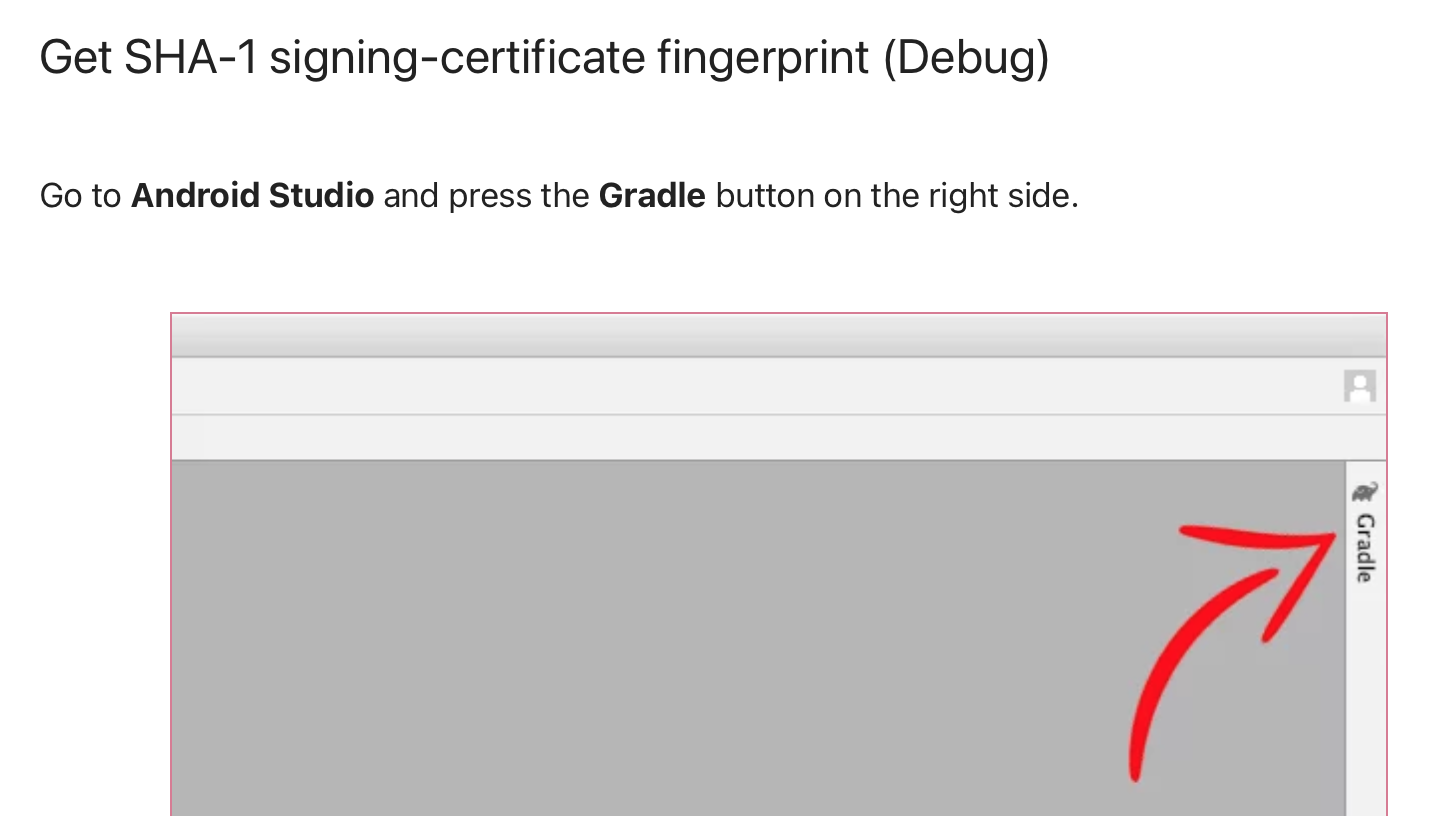 Get SHA-1 signing-certificate fingerprint (Debug)
Go to Android Studio and press the Gradle button on the right side.
Gradle